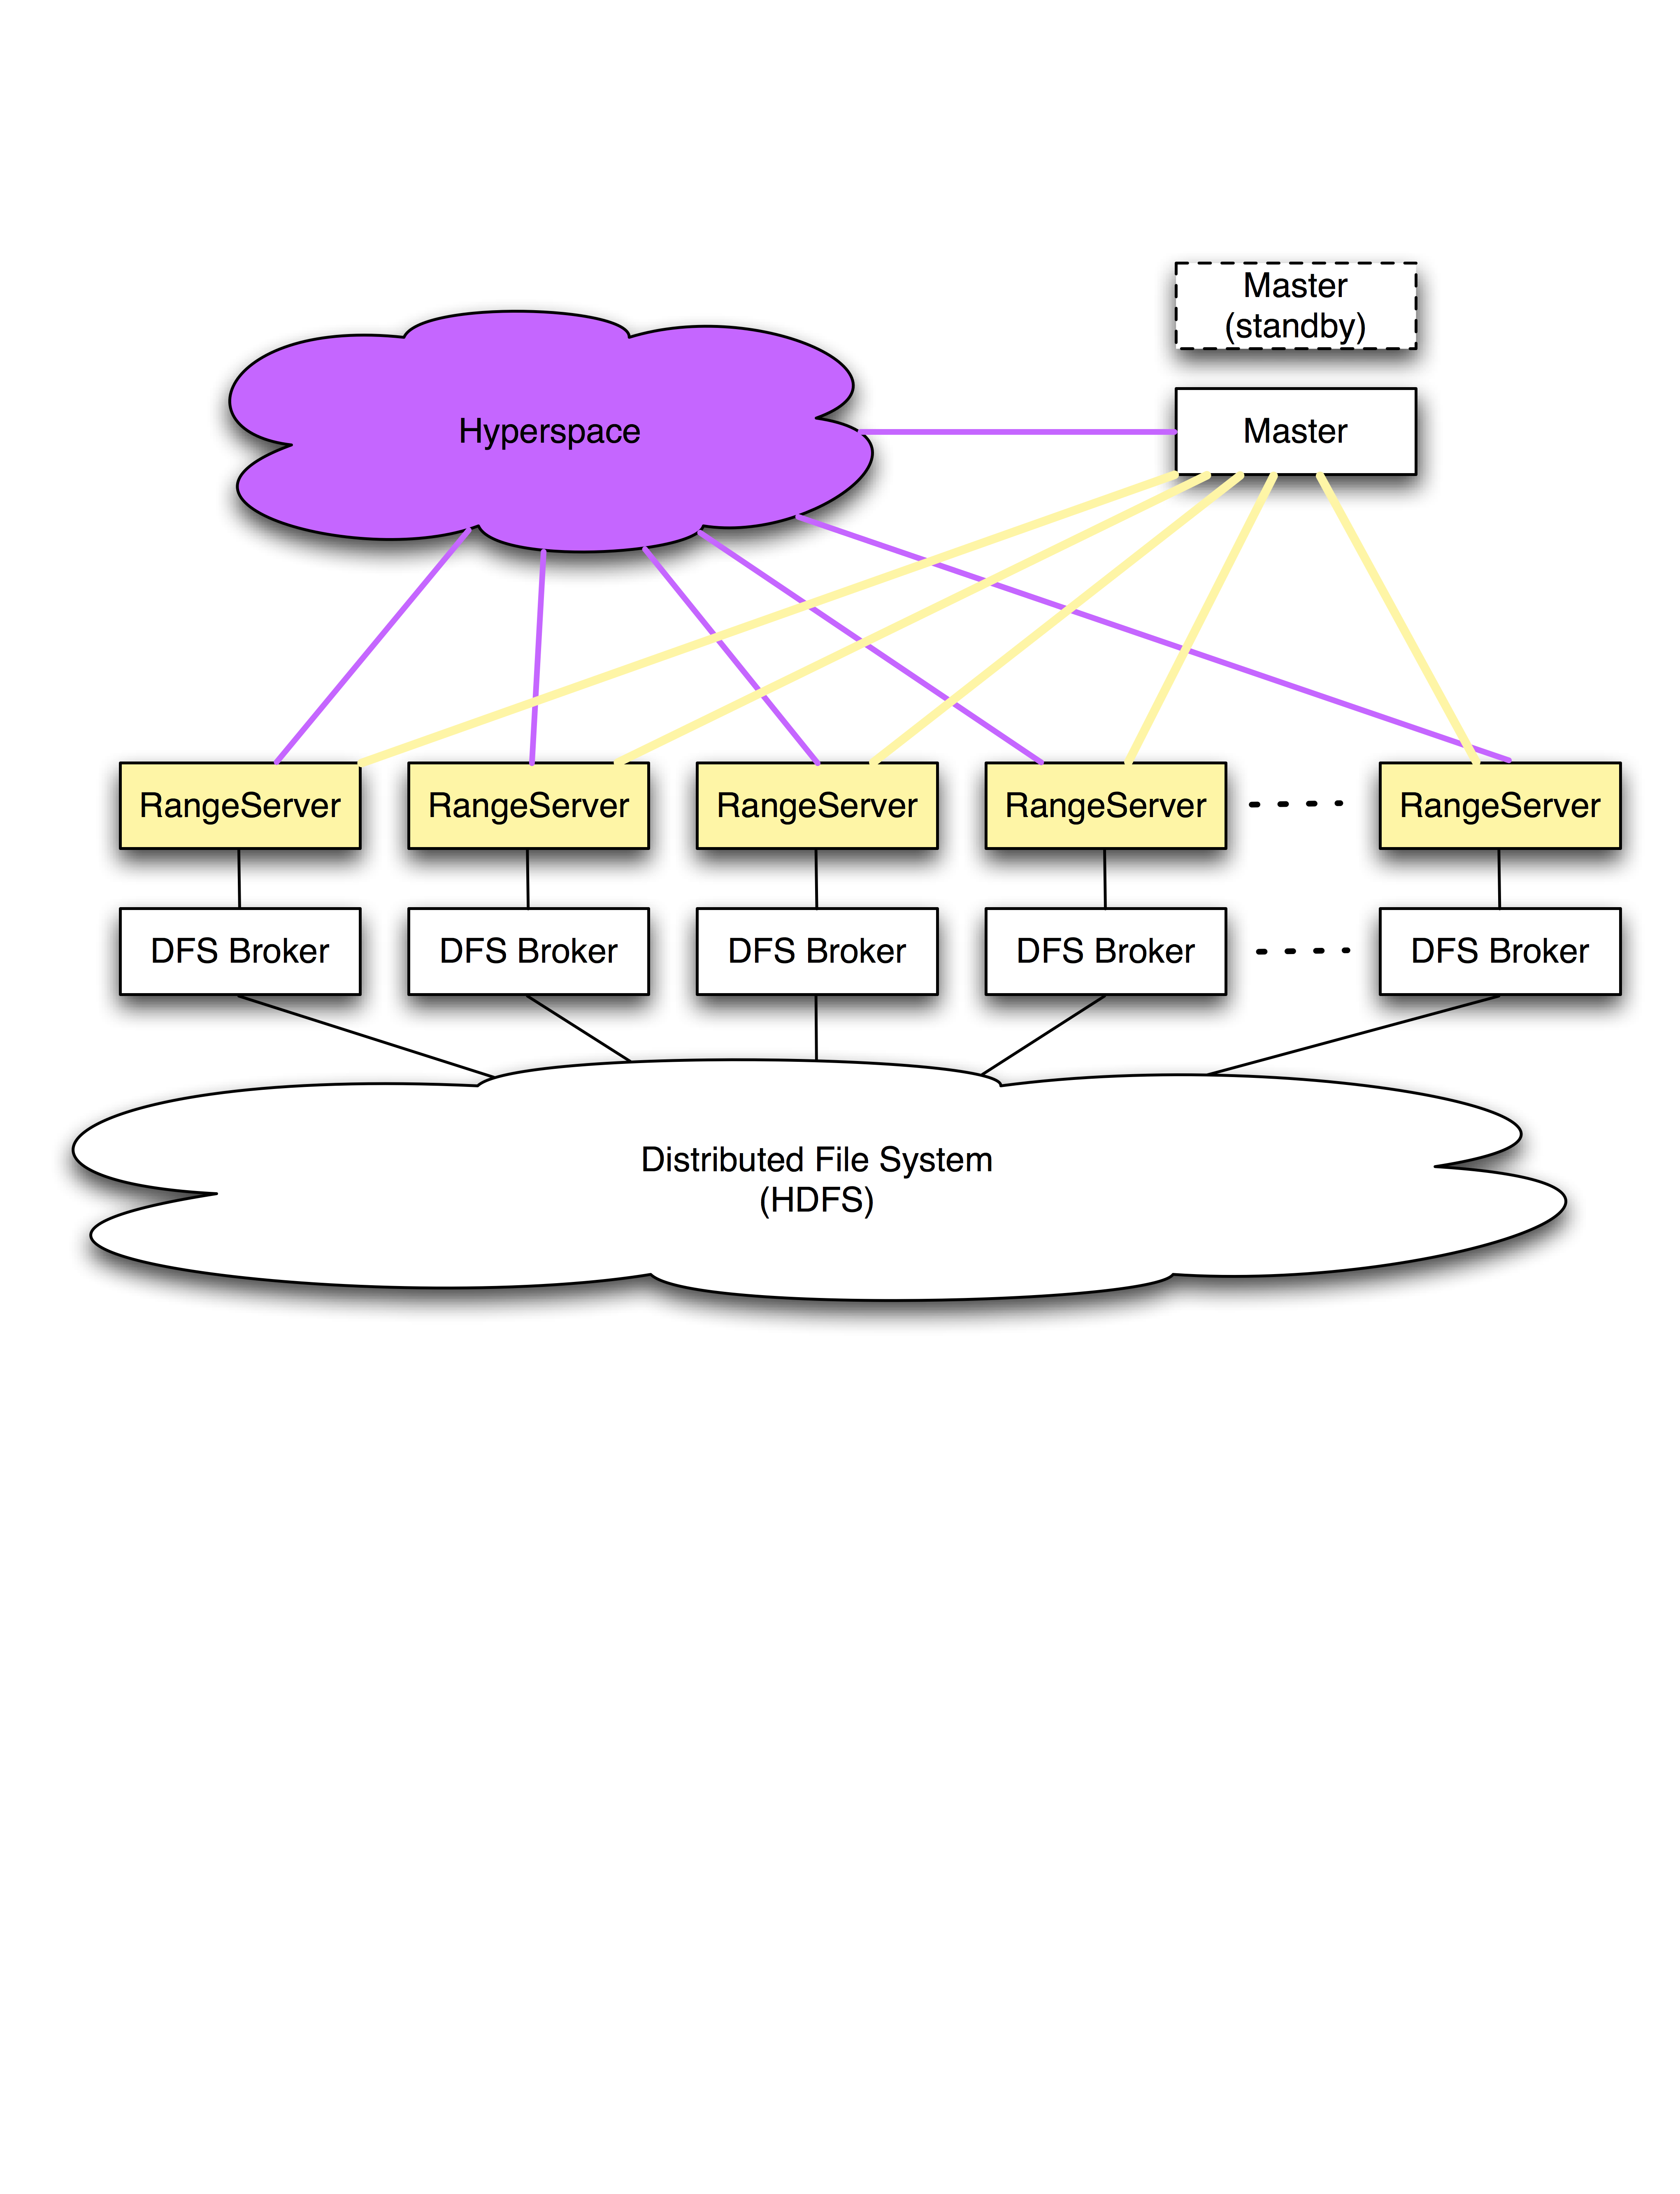 Master
(standby)
Hyperspace
Master
RangeServer
RangeServer
RangeServer
RangeServer
RangeServer
DFS Broker
DFS Broker
DFS Broker
DFS Broker
DFS Broker
Distributed File System
(HDFS)